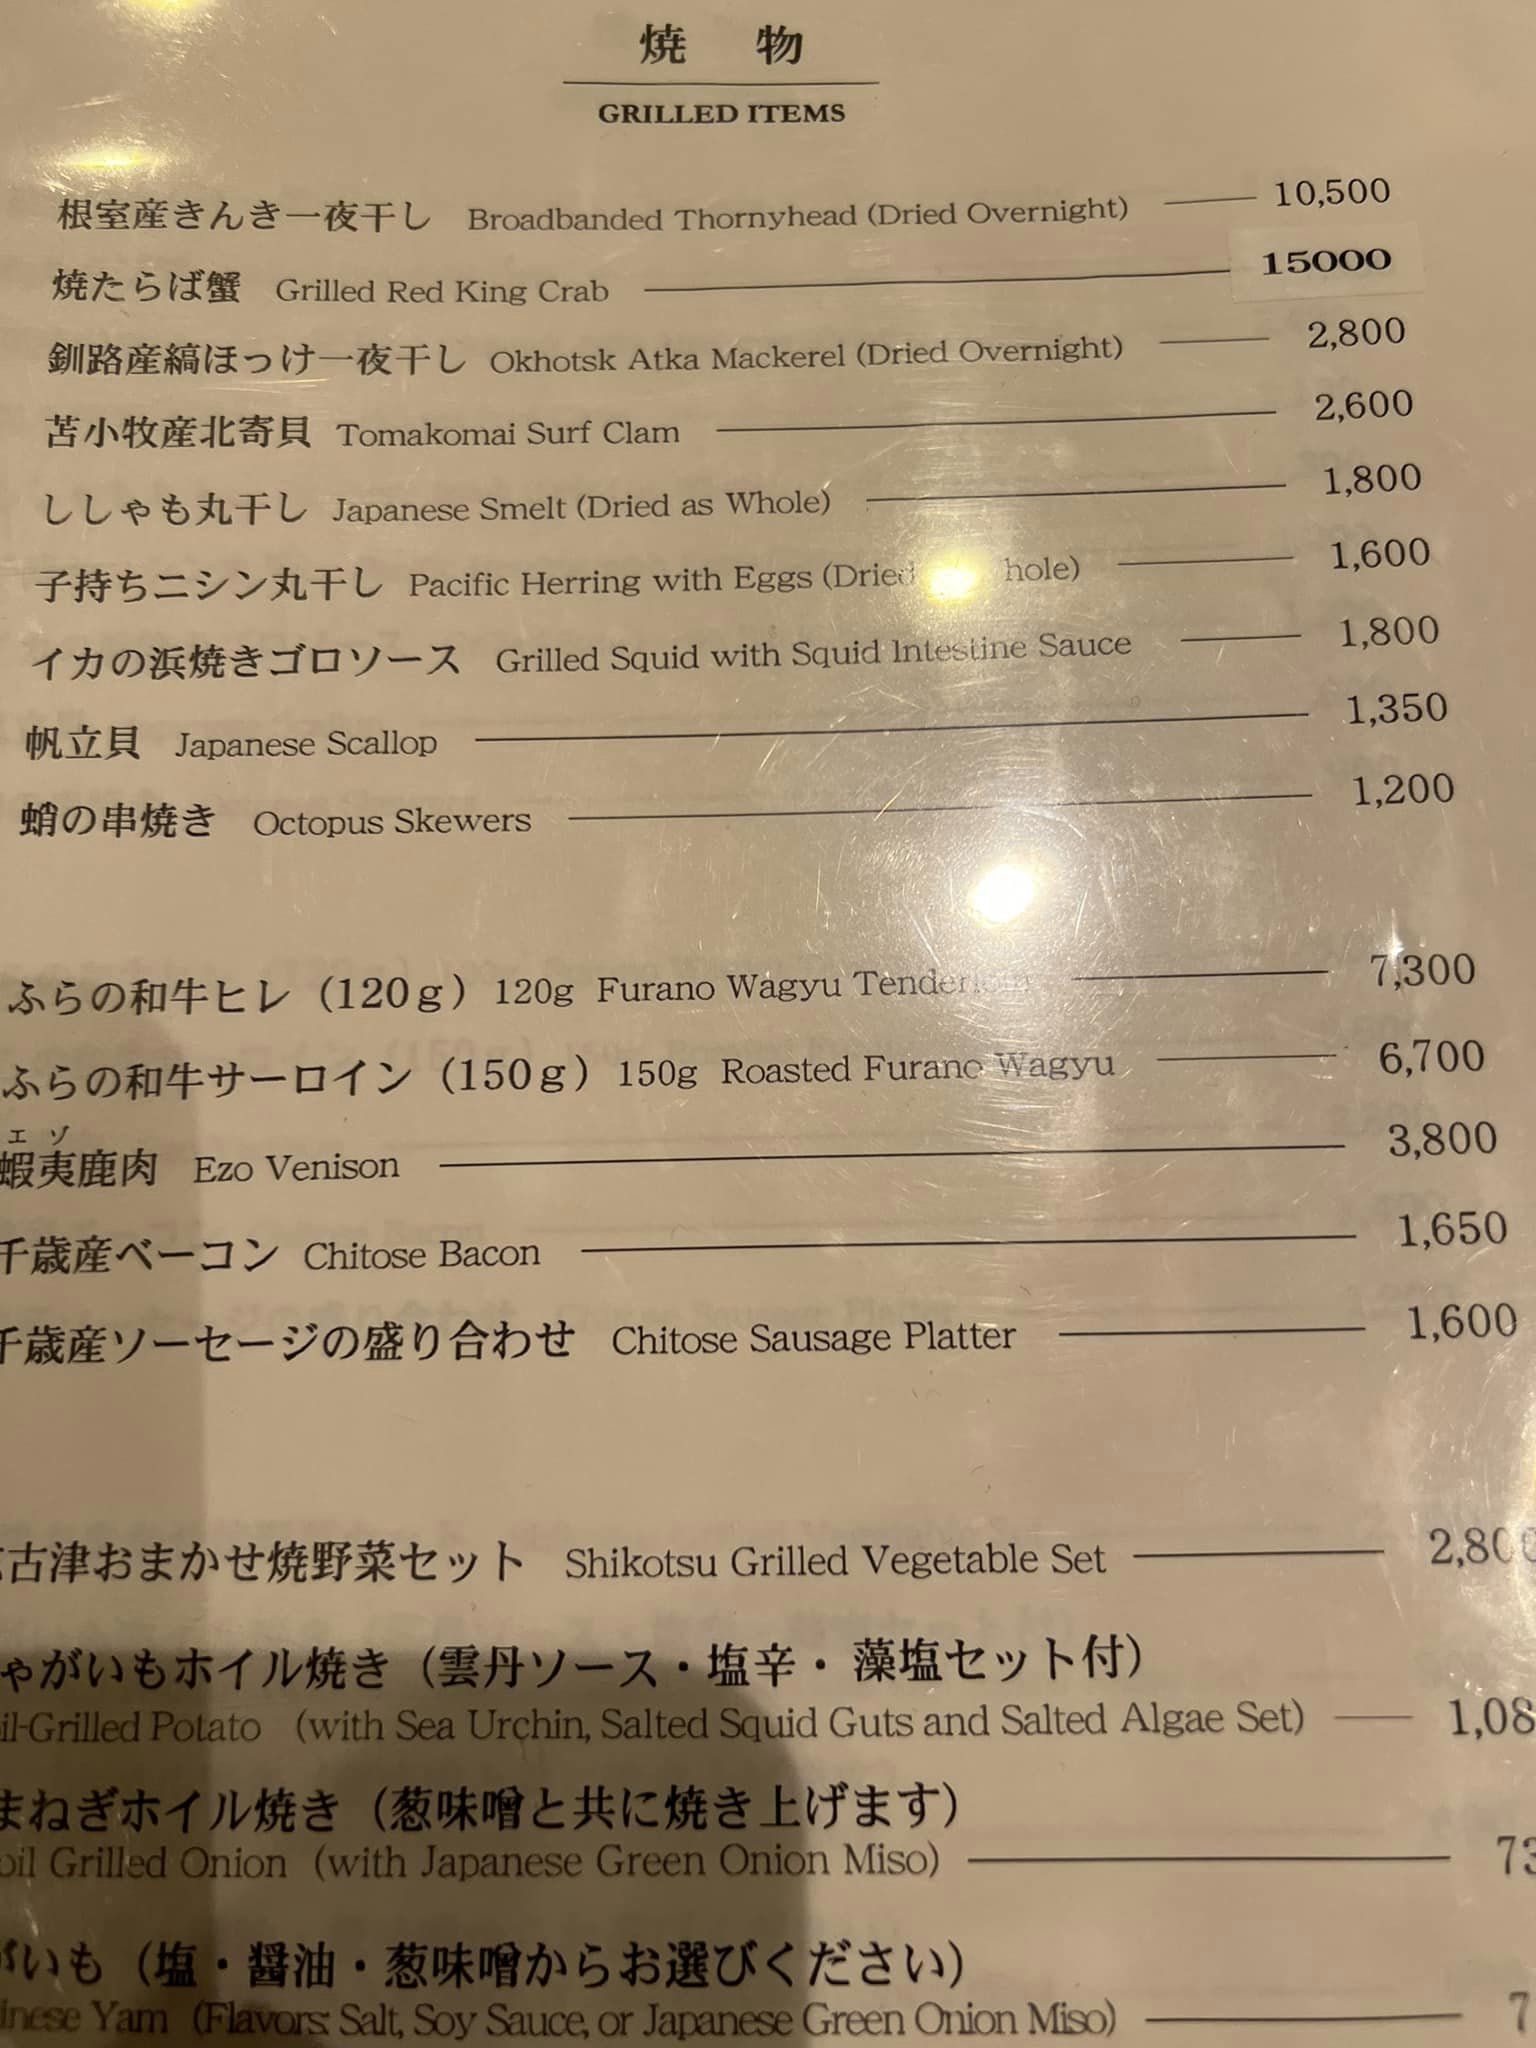 焼 物
GRILLED ITEMS
根室産きんき一夜干し Broadbanded Thornyhead (Dried Overnight) 10,500
焼たらば蟹 Grilled Red King Crab 15000
釧路産縞ほっけ一夜干し Okhotsk Atka Mackerel (Dried Overnight) 2,800
苫小牧産北寄貝 Tomakomai Surf Clam 2,600
ししゃも丸干し Japanese Smelt (Dried as Whole) 1,800
子持ちニシン丸干し Pacific Herring with Eggs (Dried hole) 1,600
イカの浜焼きゴロソース Grilled Squid with Squid Intestine Sauce 1,800
帆立貝 Japanese Scallop 1,350
蛸の串焼き Octopus Skewers 1,200
ふらの和牛ヒレ（120g）120g Furano Wagyu Tenderloin 7,300
ふらの和牛サーロイン（150g）150g Roasted Furano Wagyu 6,700
エゾ
蝦夷鹿肉 Ezo Venison 3,800
千歳産ベーコン Chitose Bacon 1,650
千歳産ソーセージの盛り合わせ Chitose Sausage Platter 1,600
古津おまかせ焼野菜セット Shikotsu Grilled Vegetable Set 2,80
ゃがいもホイル焼き（雲丹ソース・塩辛・藻塩セット付）
il-Grilled Potato (with Sea Urchin, Salted Squid Guts and Salted Algae Set) 1,08
まねぎホイル焼き（葱味噌と共に焼き上げます）
oil Grilled Onion (with Japanese Green Onion Miso) 73
がいも（塩・醤油・葱味噌からお選びください）
inese Yam (Flavors: Salt, Soy Sauce, or Japanese Green Onion Miso) 7